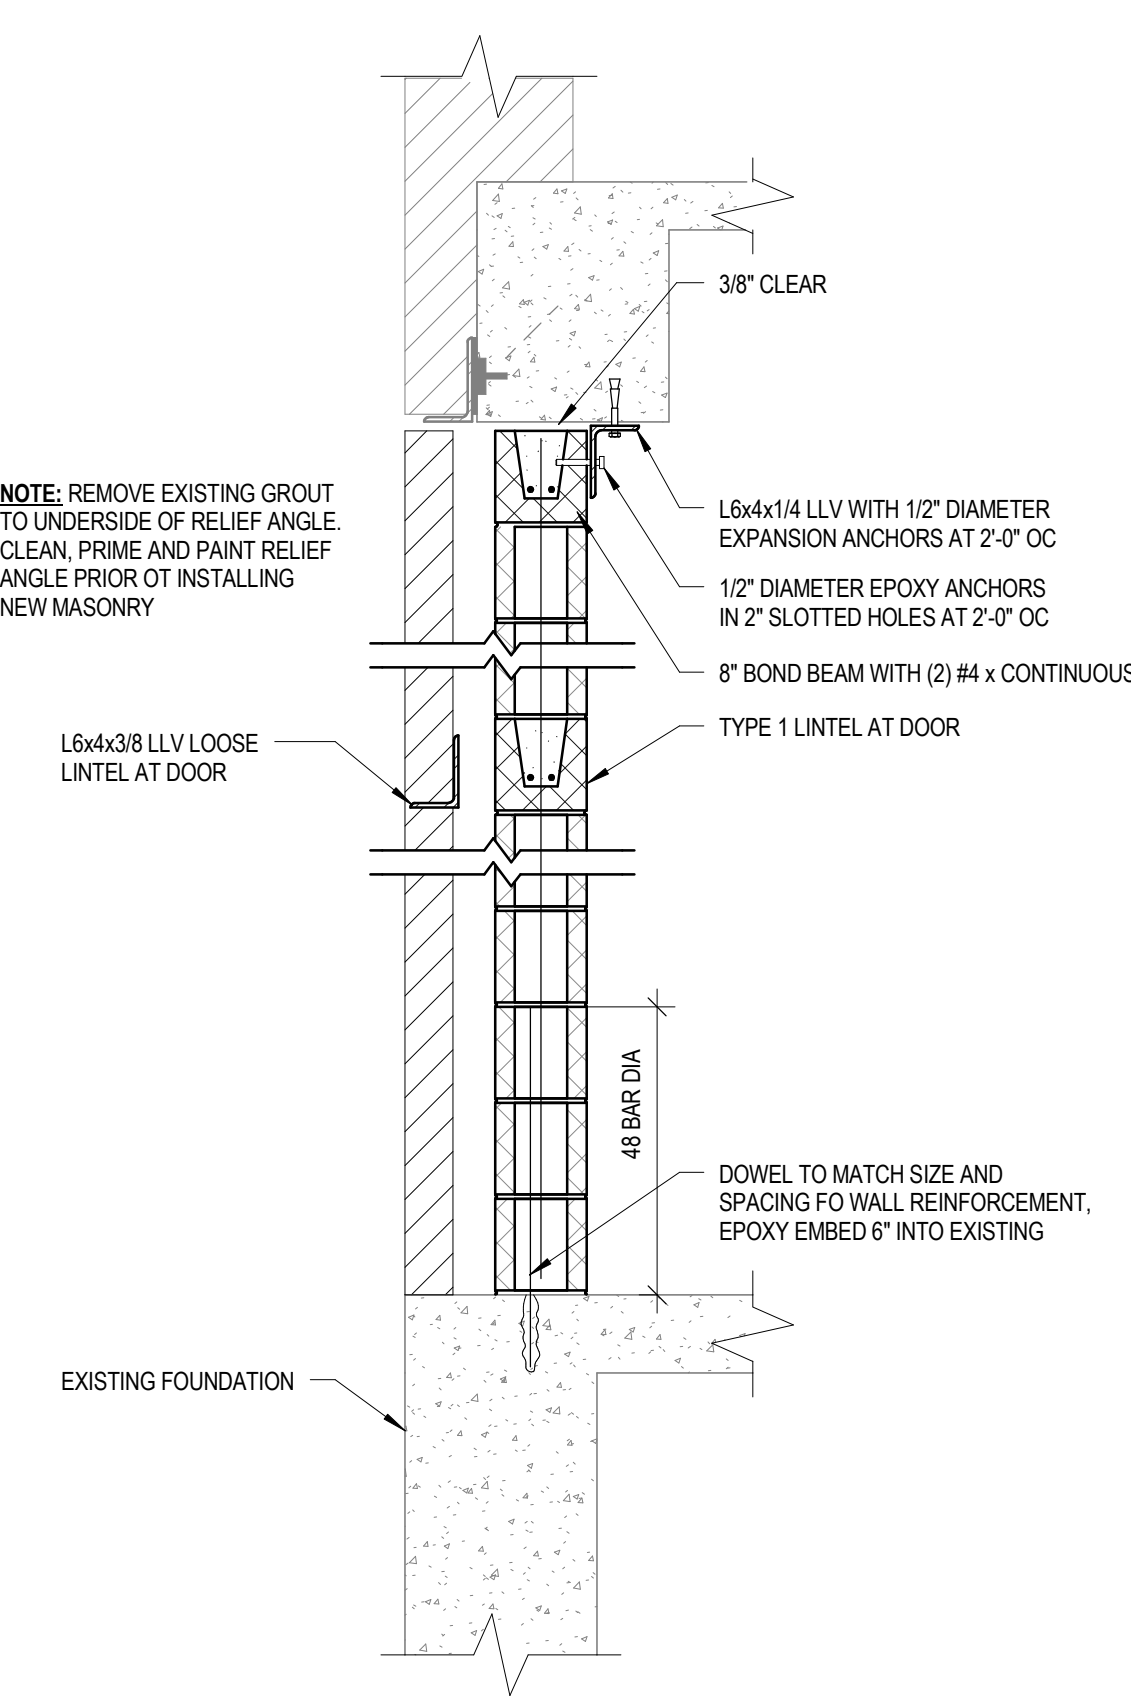 3/8" CLEAR
NOTE: REMOVE EXISTING GROUT
TO UNDERSIDE OF RELIEF ANGLE.
CLEAN, PRIME AND PAINT RELIEF
ANGLE PRIOR OT INSTALLING
NEW MASONRY
L6x4x1/4 LLV WITH 1/2" DIAMETER
EXPANSION ANCHORS AT 2'-0" OC
1/2" DIAMETER EPOXY ANCHORS
IN 2" SLOTTED HOLES AT 2'-0" OC
8" BOND BEAM WITH (2) #4 x CONTINUOUS
TYPE 1 LINTEL AT DOOR
L6x4x3/8 LLV LOOSE
LINTEL AT DOOR
48 BAR DIA
DOWEL TO MATCH SIZE AND
SPACING FO WALL REINFORCEMENT,
EPOXY EMBED 6" INTO EXISTING
EXISTING FOUNDATION